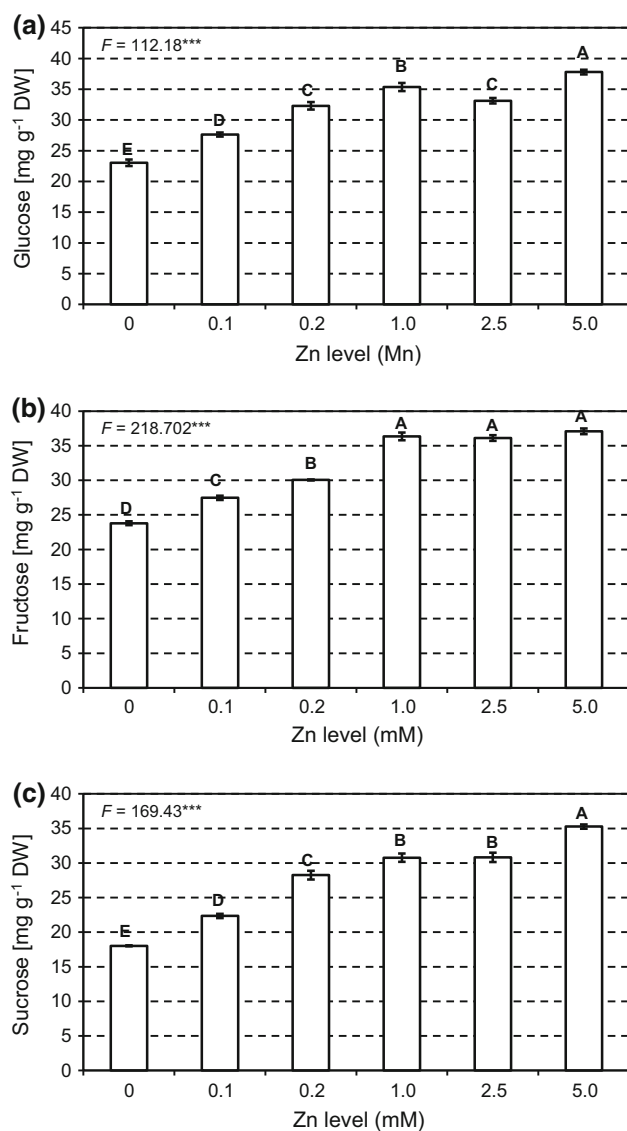 (a)
45
40
35
30
25
20
15
10
5
0
Glucose [mg g-1 DW]
F = 112.18***
E
D
C
B
C
A
0 0.1 0.2 1.0 2.5 5.0
Zn level (Mn)
(b)
40
35
30
25
20
15
10
5
0
Fructose [mg g-1 DW]
F = 218.702***
D
C
B
A
A
A
0 0.1 0.2 1.0 2.5 5.0
Zn level (mM)
(c)
40
35
30
25
20
15
10
5
0
Sucrose [mg g-1 DW]
F = 169.43***
E
D
C
B
B
A
0 0.1 0.2 1.0 2.5 5.0
Zn level (mM)